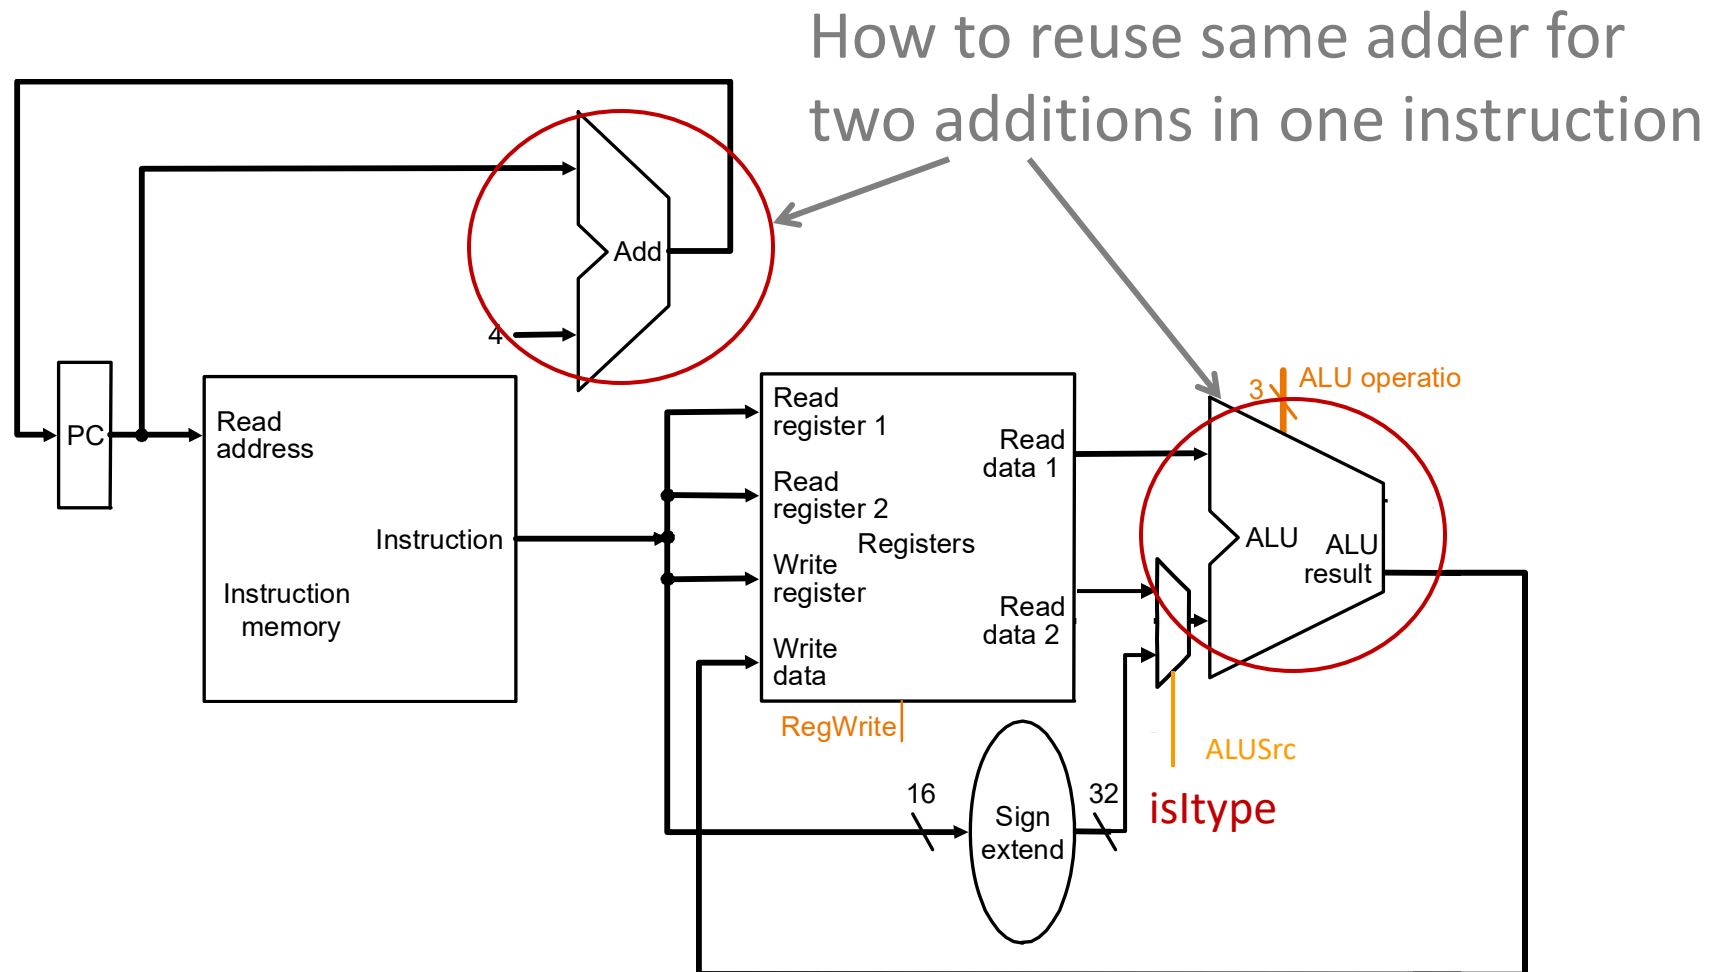 How to reuse same adder for
two additions in one instruction
Add
4
PC
Read
address
Instruction
Instruction
memory
Read
register 1
Read
register 2
Write
register
Write
data
Registers
Read
data 1
Read
data 2
RegWrite
3
ALU operatio
ALU
ALU
result
ALUSrc
isItype
16
Sign
extend
32